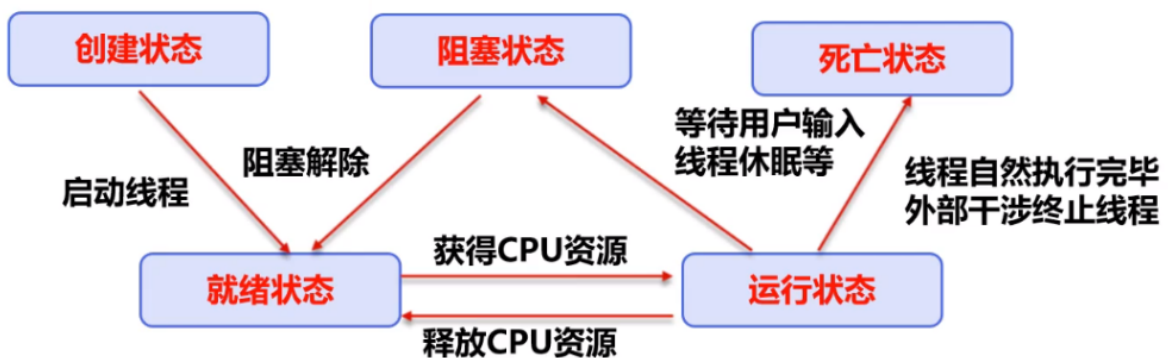 创建状态
阻塞状态
死亡状态
等待用户输入
线程休眠等
阻塞解除
线程自然执行完毕
外部干涉终止线程
启动线程
获得CPU资源
就绪状态
运行状态
释放CPU资源